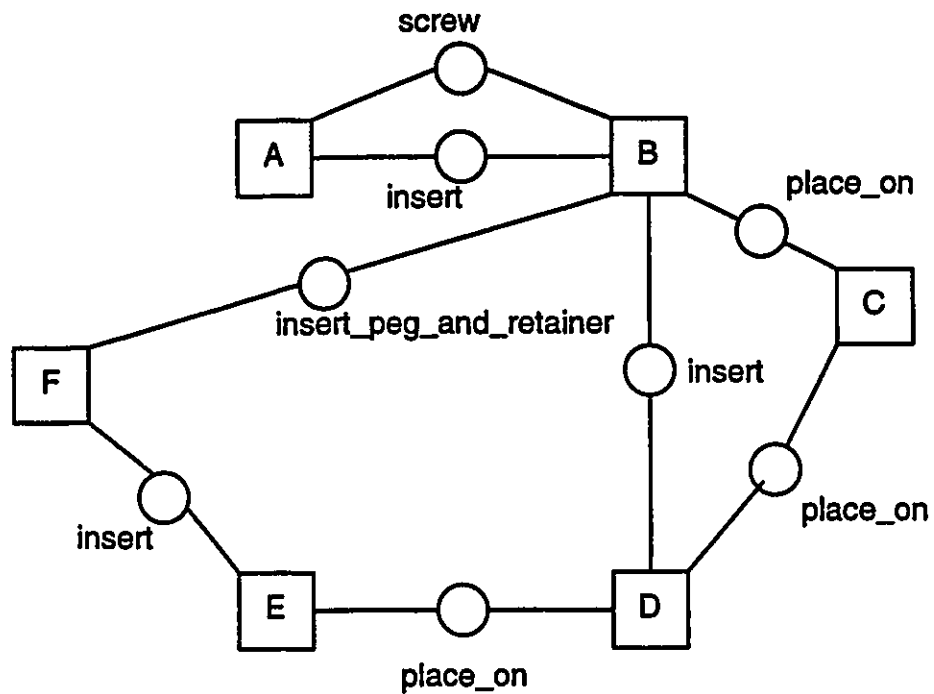 screw
A
B
insert
place_on
C
insert_peg_and_retainer
F
insert
place_on
insert
E
D
place_on